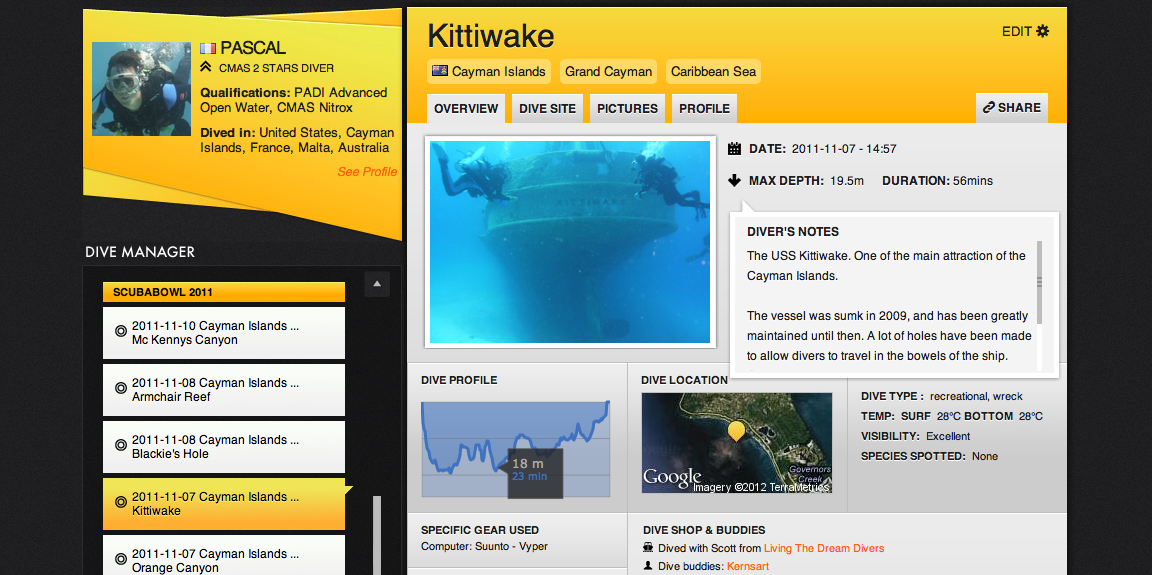 PASCAL
CMAS 2 STARS DIVER
Qualifications: PADI Advanced
Open Water, CMAS Nitrox
Dived in: United States, Cayman
Islands, France, Malta, Australia
See Profile
DIVE MANAGER
SCUBABOWL 2011
2011-11-10 Cayman Islands ...
Mc Kennys Canyon
2011-11-08 Cayman Islands ...
Armchair Reef
2011-11-08 Cayman Islands ...
Blackie's Hole
2011-11-07 Cayman Islands ...
Kittiwake
2011-11-07 Cayman Islands ...
Orange Canyon
Kittiwake
EDIT
Cayman Islands Grand Cayman Caribbean Sea
OVERVIEW DIVE SITE PICTURES PROFILE SHARE
KITTIWAKE
DATE: 2011-11-07 - 14:57
MAX DEPTH: 19.5m DURATION: 56mins
DIVER'S NOTES
The USS Kittiwake. One of the main attraction of the
Cayman Islands.
The vessel was sumk in 2009, and has been greatly
maintained until then. A lot of holes have been made
to allow divers to travel in the bowels of the ship.
DIVE PROFILE
18 m
23 min
DIVE LOCATION
Governors
Creek
Google
Imagery ©2012 TerraMetrics
DIVE TYPE : recreational, wreck
TEMP: SURF 28°C BOTTOM 28°C
VISIBILITY: Excellent
SPECIES SPOTTED: None
SPECIFIC GEAR USED
Computer: Suunto - Vyper
DIVE SHOP & BUDDIES
Dived with Scott from Living The Dream Divers
Dive buddies: Kernsart